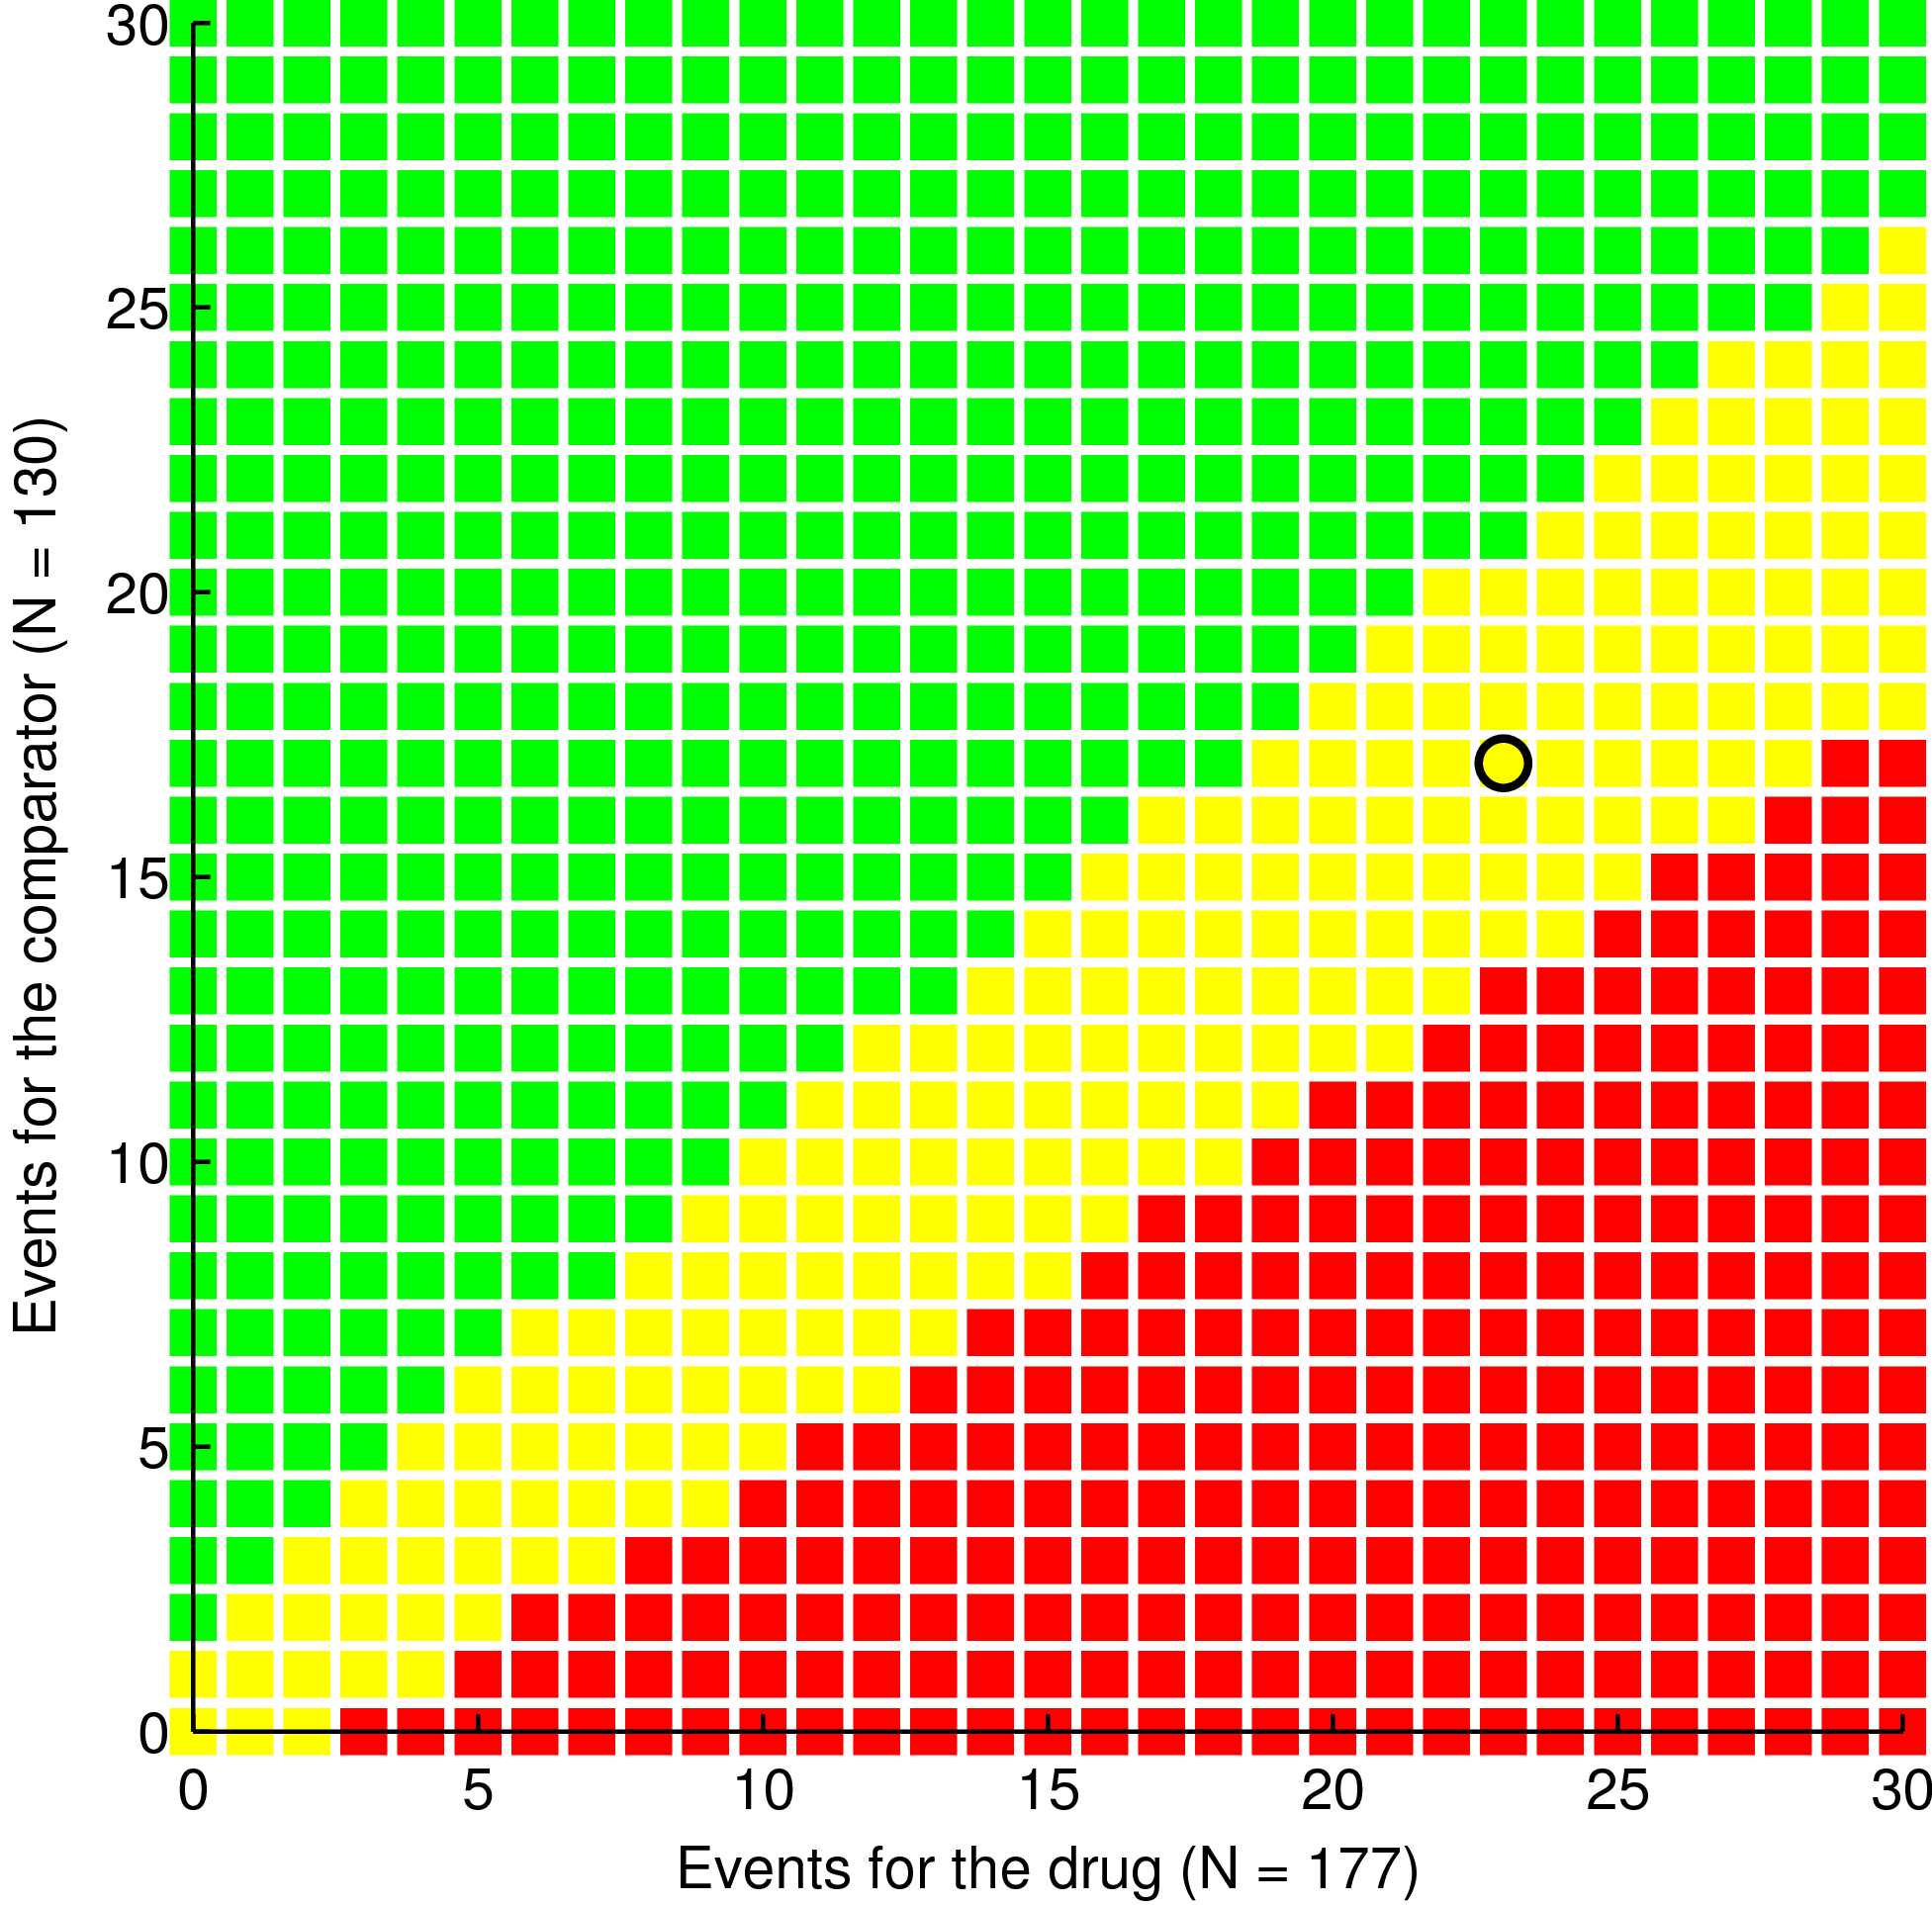 30
25
20
15
10
5
0
Events for the comparator (N = 130)
0 5 10 15 20 25 30
Events for the drug (N = 177)